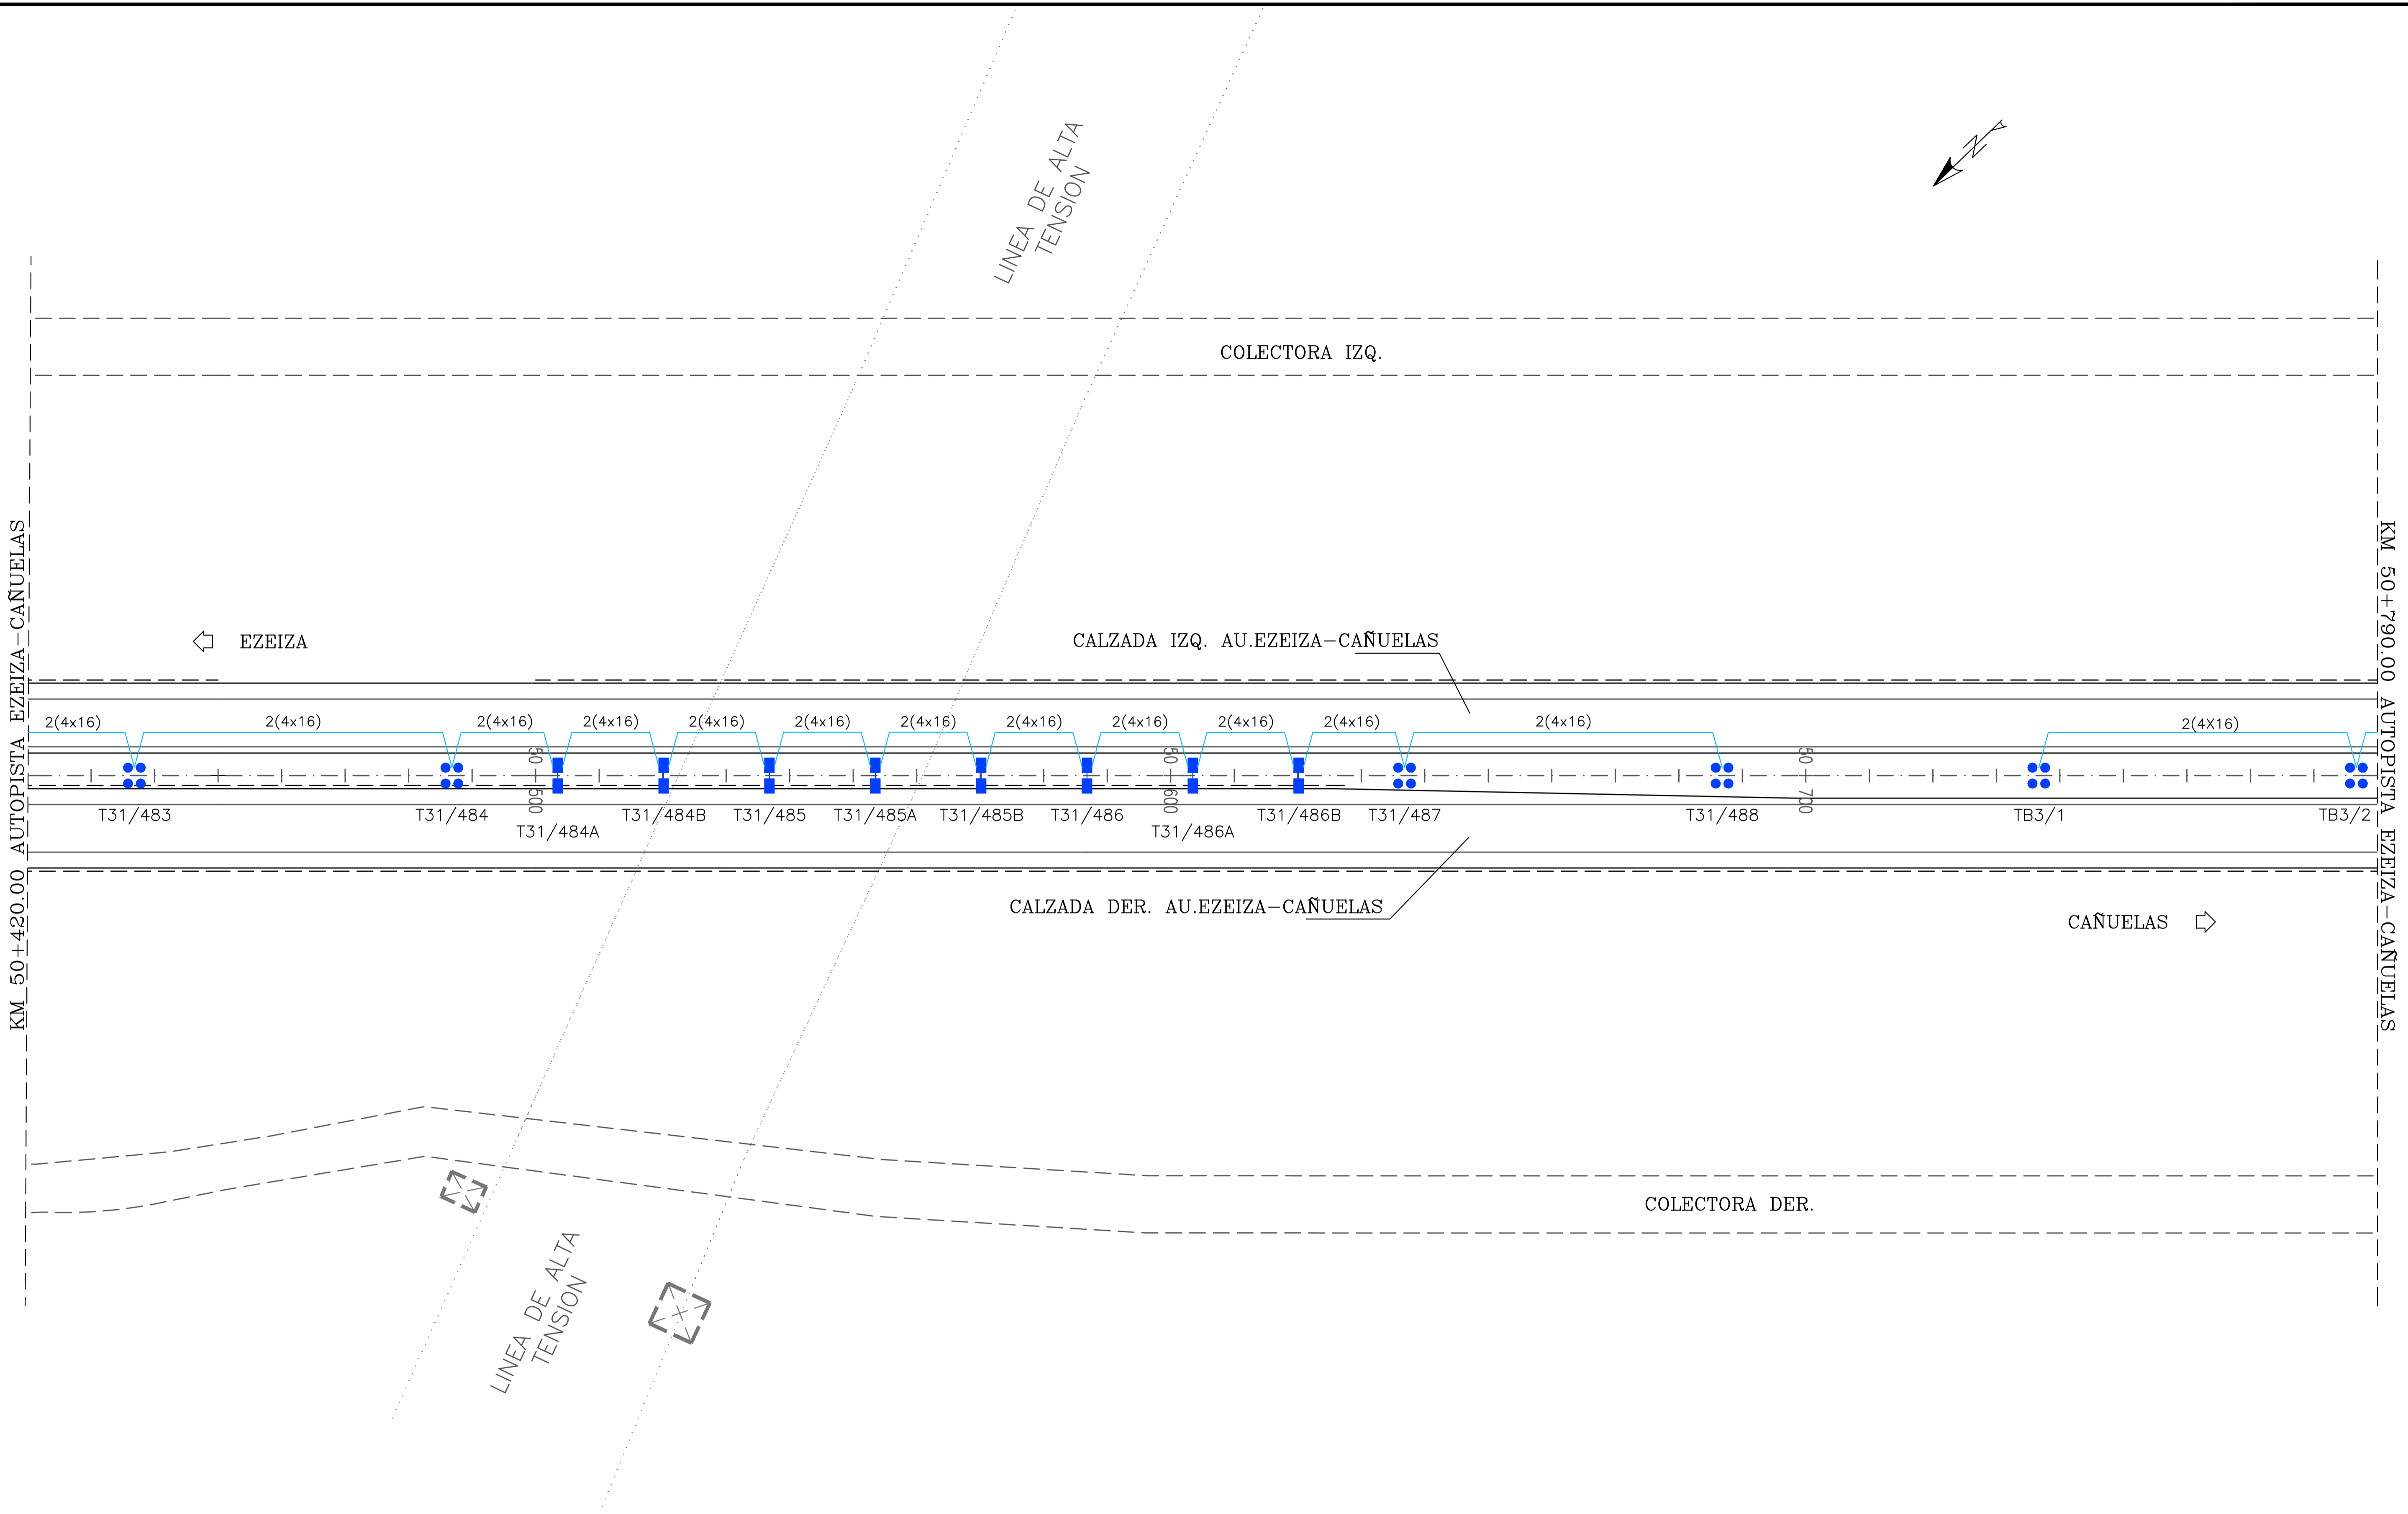 LINEA DE ALTA
TENSION
N
COLECTORA IZQ.
KM 50+420.00 AUTOPISTA EZEIZA-CAÑUELAS
KM 50+790.00 AUTOPISTA EZEIZA-CAÑUELAS
EZEIZA
CALZADA IZQ. AU.EZEIZA-CAÑUELAS
2(4x16) 2(4x16) 2(4x16) 2(4x16) 2(4x16) 2(4x16) 2(4x16) 2(4x16) 2(4x16) 2(4x16) 2(4x16) 2(4x16) 2(4X16)
50 50 50
500 600 700
T31/483 T31/484 T31/484B T31/485 T31/485A T31/485B T31/486 T31/486B T31/487 T31/488 TB3/1 TB3/2
T31/484A T31/486A
CALZADA DER. AU.EZEIZA-CAÑUELAS
CAÑUELAS
COLECTORA DER.
LINEA DE ALTA
TENSION